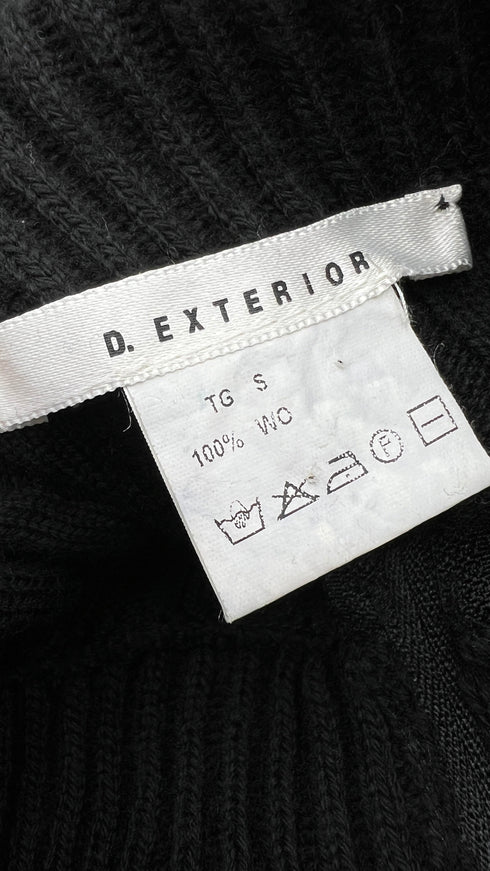 D. EXTERIOR
TG S
100% WO
P